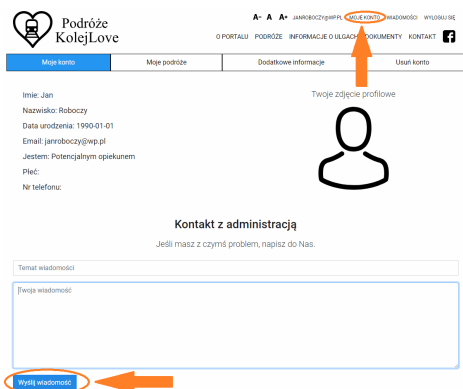 A- A A+ JANROBOCZY@WP.PL MOJE KONTO WIADOMOŚCI WYLOGUJ SIĘ
Podróże
KolejLove
O PORTALU PODRÓŻE INFORMACJE O ULGACH DOKUMENTY KONTAKT
Moje konto Moje podróże Dodatkowe informacje Usuń konto
Imie: Jan
Twoje zdjęcie profilowe
Nazwisko: Roboczy
Data urodzenia: 1990-01-01
Email: janroboczy@wp.pl
Jestem: Potencjalnym opiekunem
Płeć:
Nr telefonu:
Kontakt z administracją
Jeśli masz z czymś problem, napisz do Nas.
Temat wiadomości
Twoja wiadomość
Wyślij wiadomość